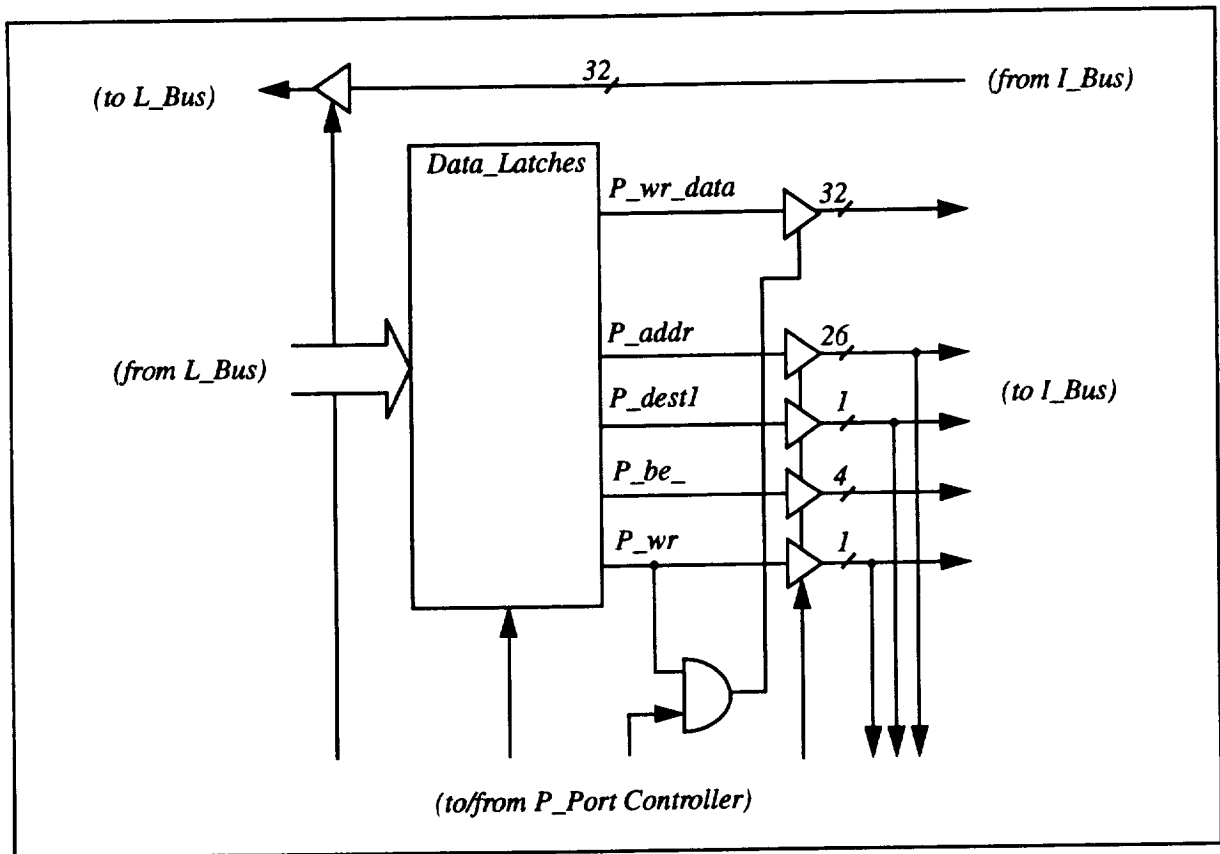 32
(to L_Bus)
(from I_Bus)
Data_Latches
P_wr_data
32
P_addr
26
(from L_Bus)
P_dest1
1
(to I_Bus)
P_be_
4
P_wr
1
(to/from P_Port Controller)